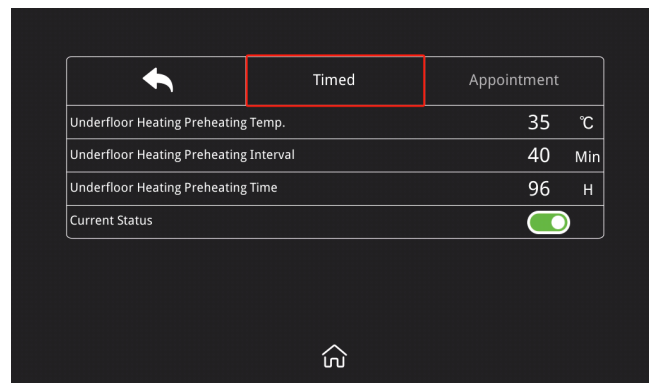 Timed Appointment
Underfloor Heating Preheating Temp. 35 ℃
Underfloor Heating Preheating Interval 40 Min
Underfloor Heating Preheating Time 96 H
Current Status